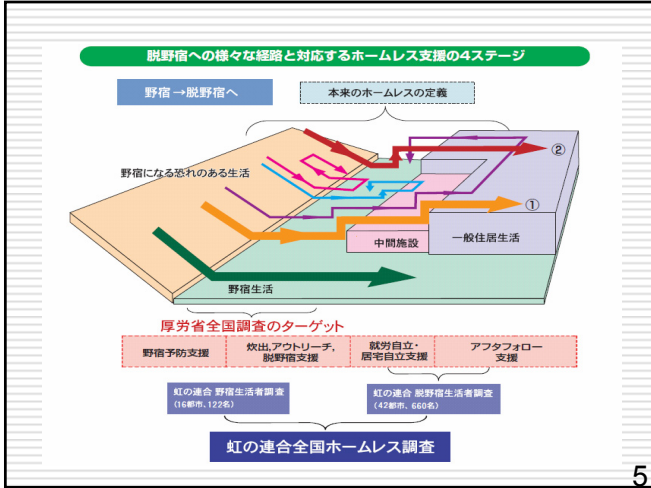 脱野宿への様々な経路と対応するホームレス支援の4ステージ
野宿→脱野宿へ
本来のホームレスの定義
野宿になる恐れのある生活
②
①
中間施設
一般住居生活
野宿生活
厚労省全国調査のターゲット
野宿予防支援
炊出,アウトリーチ,
脱野宿支援
就労自立・
居宅自立支援
アフタフォロー
支援
虹の連合 野宿生活者調査
(16都市、122名)
虹の連合 脱野宿生活者調査
(42都市、660名)
虹の連合全国ホームレス調査
5